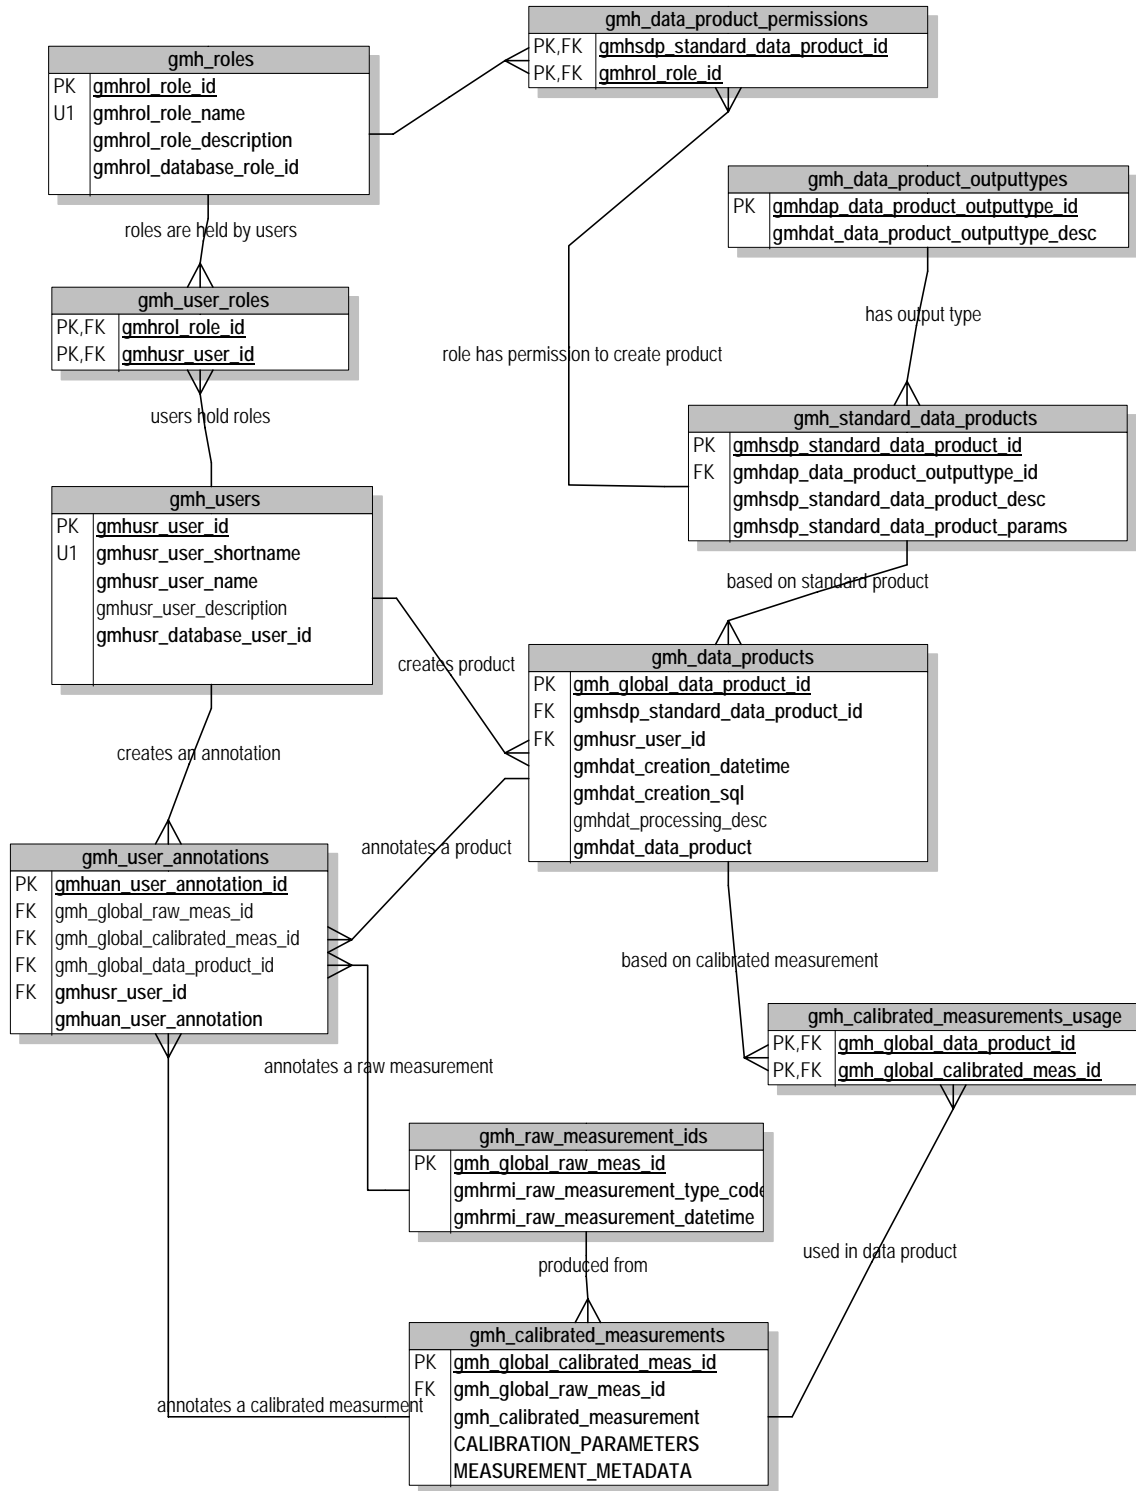 gmh_data_product_permissions
PK,FK gmhsdp_standard_data_product_id
PK,FK gmhrol_role_id
gmh_roles
PK gmhrol_role_id
U1 gmhrol_role_name
gmhrol_role_description
gmhrol_database_role_id
gmh_data_product_outputtypes
PK gmhdap_data_product_outputtype_id
gmhdat_data_product_outputtype_desc
roles are held by users
gmh_user_roles
PK,FK gmhrol_role_id
PK,FK gmhusr_user_id
has output type
role has permission to create product
users hold roles
gmh_standard_data_products
PK gmhsdp_standard_data_product_id
FK gmhdap_data_product_outputtype_id
gmhsdp_standard_data_product_desc
gmhsdp_standard_data_product_params
gmh_users
PK gmhusr_user_id
U1 gmhusr_user_shortname
gmhusr_user_name
gmhusr_user_description
gmhusr_database_user_id
based on standard product
creates product
gmh_data_products
PK gmh_global_data_product_id
FK gmhsdp_standard_data_product_id
FK gmhusr_user_id
gmhdat_creation_datetime
gmhdat_creation_sql
gmhdat_processing_desc
gmhdat_data_product
creates an annotation
annotates a product
gmh_user_annotations
PK gmhuan_user_annotation_id
FK gmh_global_raw_meas_id
FK gmh_global_calibrated_meas_id
FK gmh_global_data_product_id
FK gmhusr_user_id
gmhuan_user_annotation
based on calibrated measurement
gmh_calibrated_measurements_usage
PK,FK gmh_global_data_product_id
PK,FK gmh_global_calibrated_meas_id
annotates a raw measurement
gmh_raw_measurement_ids
PK gmh_global_raw_meas_id
gmhrmi_raw_measurement_type_code
gmhrmi_raw_measurement_datetime
used in data product
produced from
gmh_calibrated_measurements
PK gmh_global_calibrated_meas_id
FK gmh_global_raw_meas_id
gmh_calibrated_measurement
CALIBRATION_PARAMETERS
MEASUREMENT_METADATA
annotates a calibrated measurment